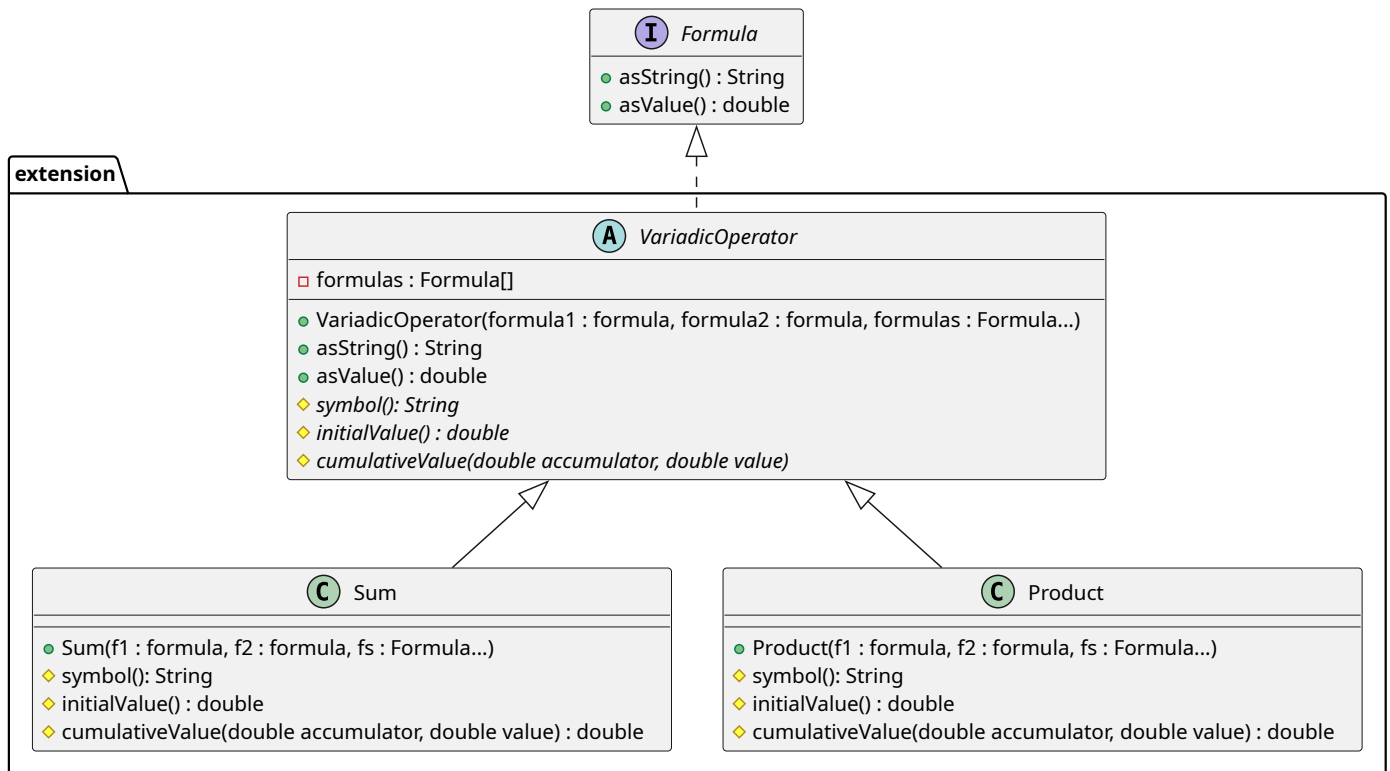 I Formula
asString() : String
asValue() : double
extension
A VariadicOperator
formulas : Formula[]
VariadicOperator(formula1 : formula, formula2 : formula, formulas : Formula...)
asString() : String
asValue() : double
symbol(): String
initialValue() : double
cumulativeValue(double accumulator, double value)
C Sum
Sum(f1 : formula, f2 : formula, fs : Formula...)
symbol(): String
initialValue() : double
cumulativeValue(double accumulator, double value) : double
C Product
Product(f1 : formula, f2 : formula, fs : Formula...)
symbol(): String
initialValue() : double
cumulativeValue(double accumulator, double value) : double